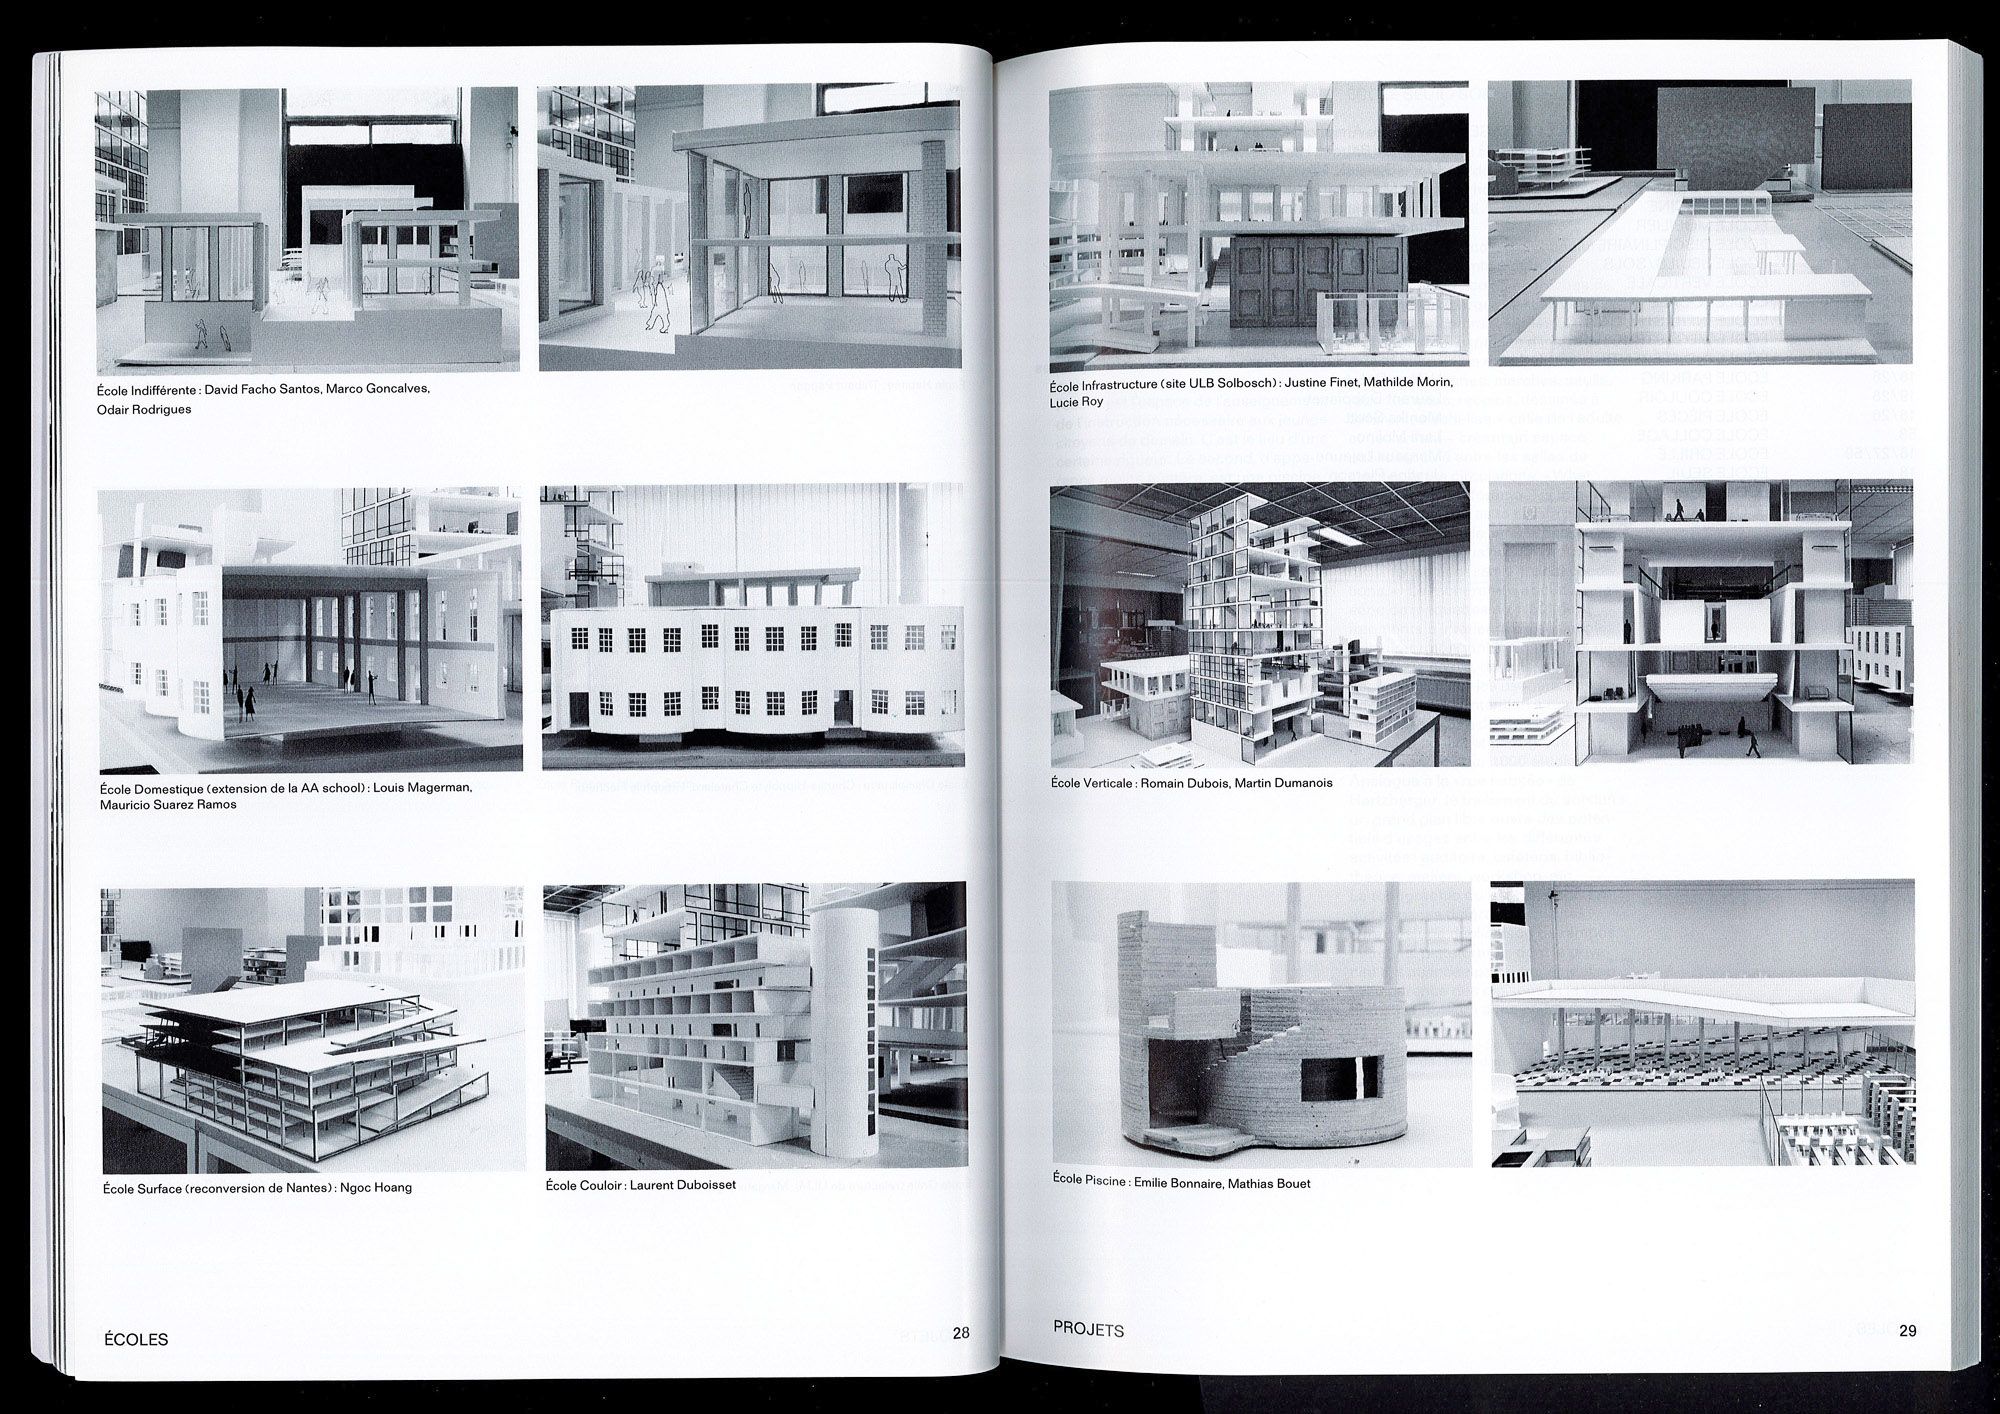 École Indifférente : David Facho Santos, Marco Goncalves,
Odair Rodrigues
École Domestique (extension de la AA school) : Louis Magerman,
Mauricio Suarez Ramos
École Surface (reconversion de Nantes) : Ngoc Hoang
École Couloir : Laurent Duboisset
ÉCOLES
28
École Infrastructure (site ULB Solbosch) : Justine Finet, Mathilde Morin,
Lucie Roy
École Verticale : Romain Dubois, Martin Dumanois
École Piscine : Emilie Bonnaire, Mathias Bouet
PROJETS
29